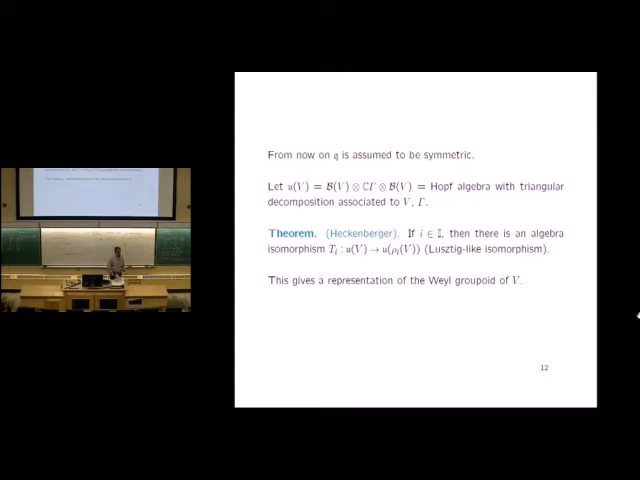 From now on 𝔮 is assumed to be symmetric.
Let 𝔲(V) = ℬ(V) ⊗ ℂΓ ⊗ ℬ(V) = Hopf algebra with triangular
decomposition associated to V, Γ.
Theorem. (Heckenberger). If i ∈ 𝕀, then there is an algebra
isomorphism Tᵢ : 𝔲(V) → 𝔲(ρᵢ(V)) (Lusztig-like isomorphism).
This gives a representation of the Weyl groupoid of V.
12